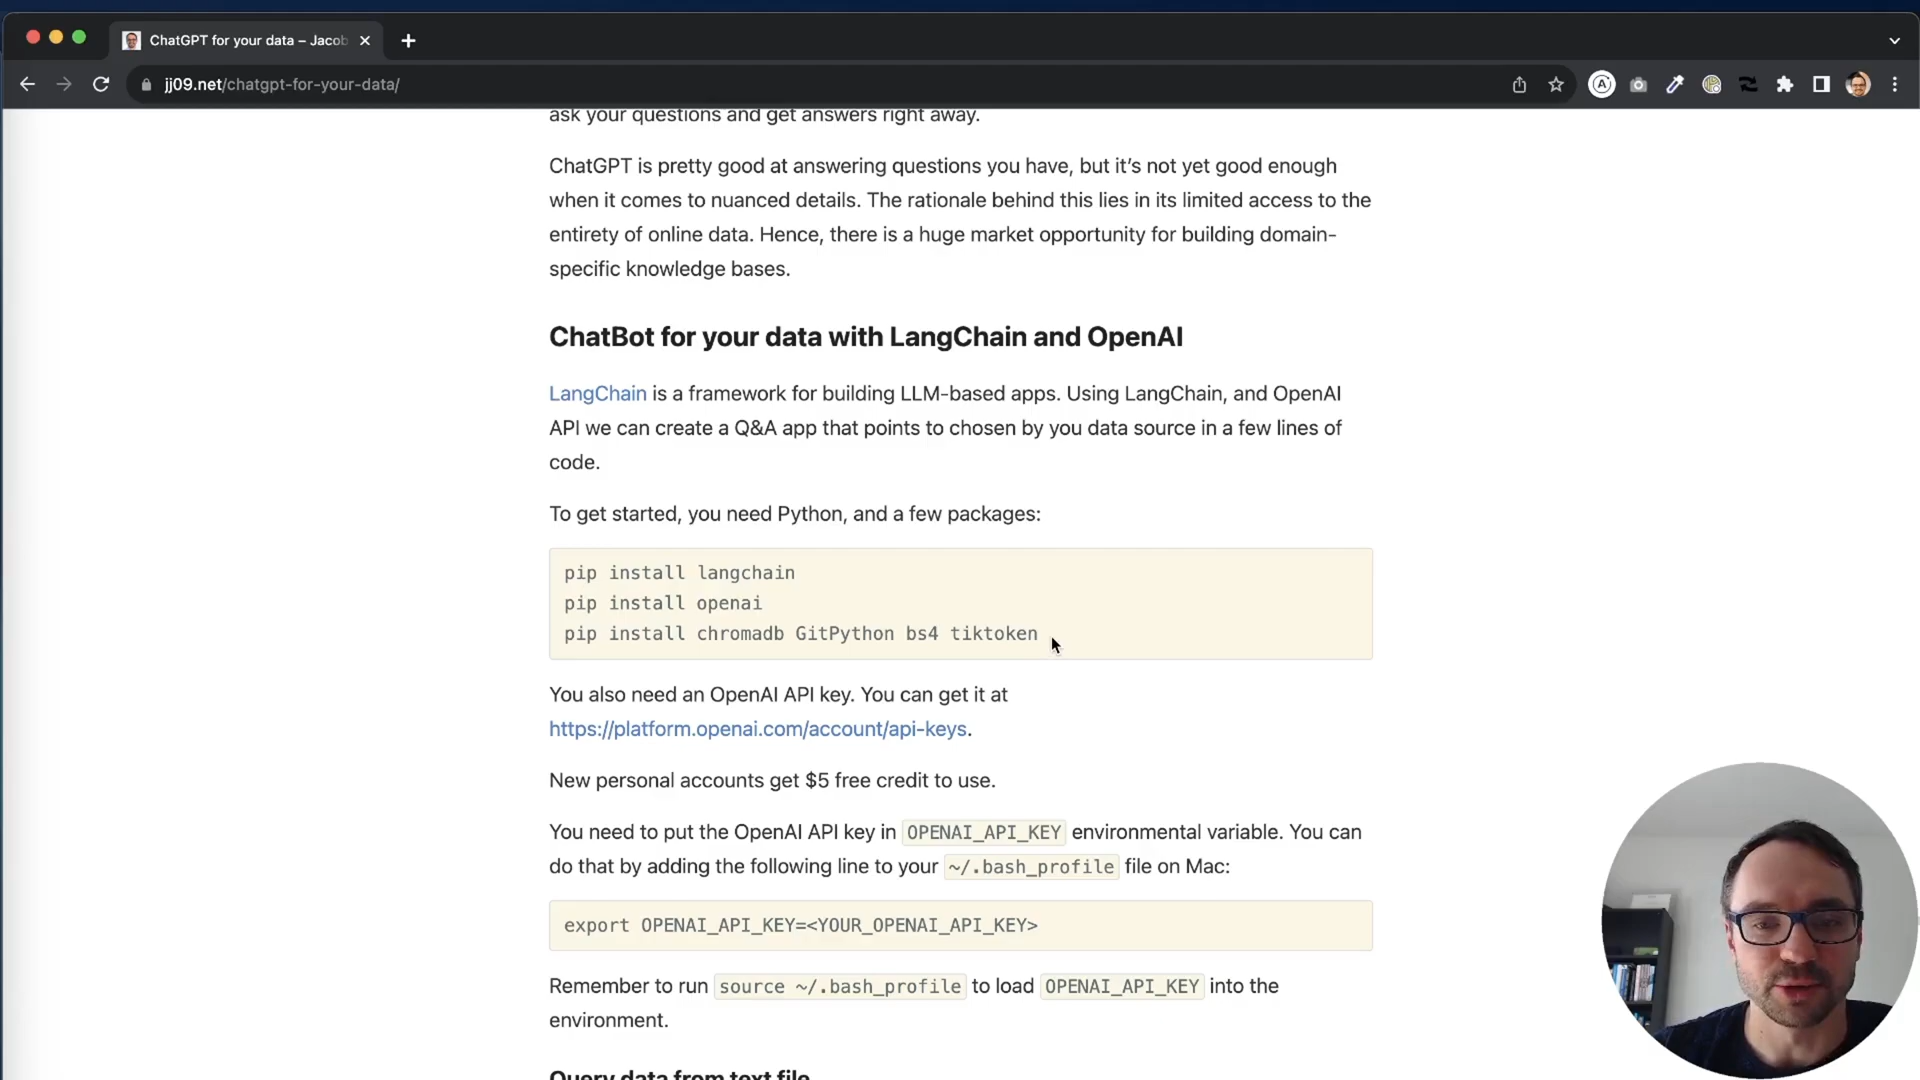 ChatGPT for your data – Jacob
jj09.net/chatgpt-for-your-data/
ask your questions and get answers right away.
ChatGPT is pretty good at answering questions you have, but it’s not yet good enough
when it comes to nuanced details. The rationale behind this lies in its limited access to the
entirety of online data. Hence, there is a huge market opportunity for building domain-
specific knowledge bases.
ChatBot for your data with LangChain and OpenAI
LangChain is a framework for building LLM-based apps. Using LangChain, and OpenAI
API we can create a Q&A app that points to chosen by you data source in a few lines of
code.
To get started, you need Python, and a few packages:
pip install langchain
pip install openai
pip install chromadb GitPython bs4 tiktoken
You also need an OpenAI API key. You can get it at
https://platform.openai.com/account/api-keys.
New personal accounts get $5 free credit to use.
You need to put the OpenAI API key in OPENAI_API_KEY environmental variable. You can
do that by adding the following line to your ~/.bash_profile file on Mac:
export OPENAI_API_KEY=<YOUR_OPENAI_API_KEY>
Remember to run source ~/.bash_profile to load OPENAI_API_KEY into the
environment.
Query data from text file